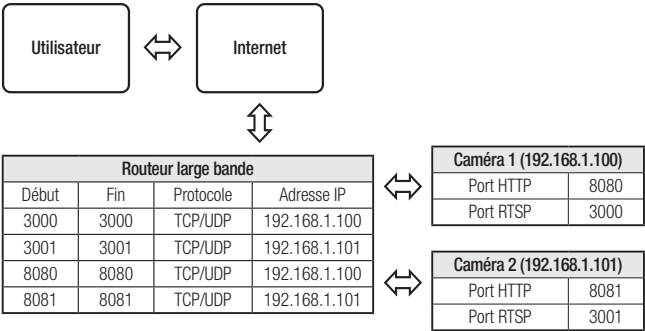 Utilisateur
Internet
Routeur large bande
Début Fin Protocole Adresse IP
3000 3000 TCP/UDP 192.168.1.100
3001 3001 TCP/UDP 192.168.1.101
8080 8080 TCP/UDP 192.168.1.100
8081 8081 TCP/UDP 192.168.1.101
Caméra 1 (192.168.1.100)
Port HTTP 8080
Port RTSP 3000
Caméra 2 (192.168.1.101)
Port HTTP 8081
Port RTSP 3001